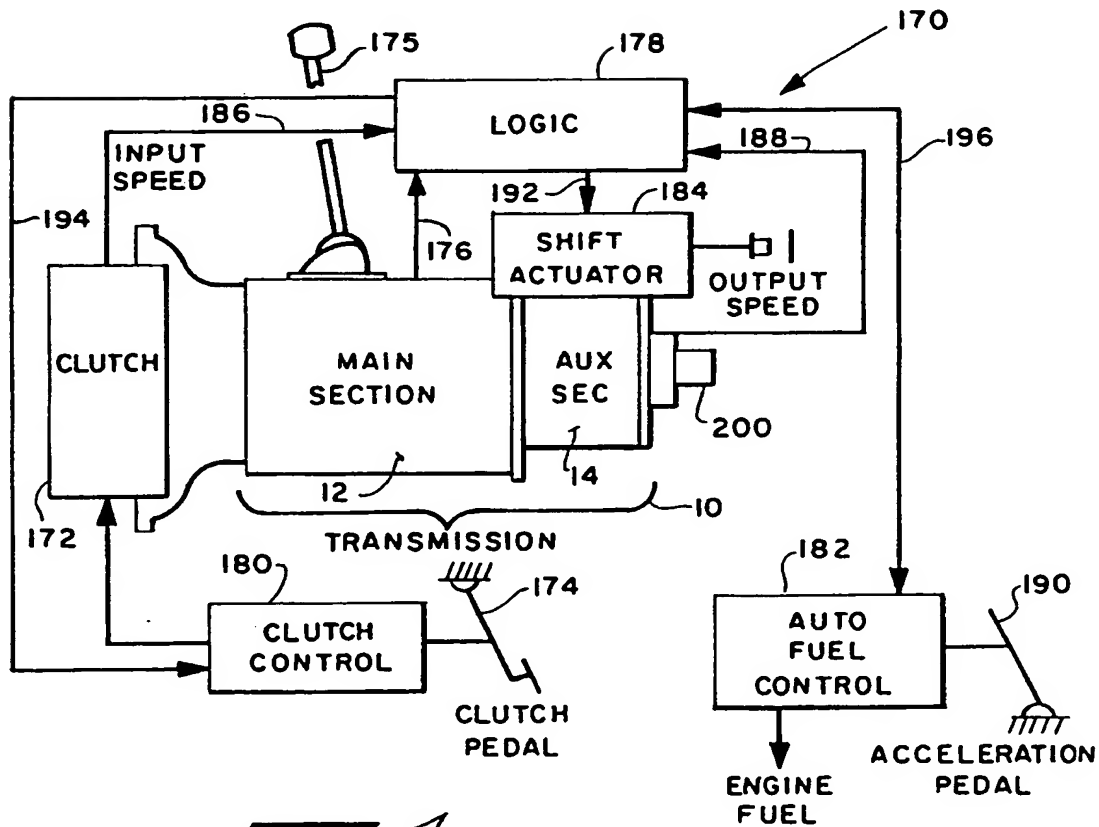 175
178
170
186
LOGIC
188
196
INPUT
SPEED
192
184
194
176
SHIFT
ACTUATOR
OUTPUT
SPEED
CLUTCH
MAIN
SECTION
AUX
SEC
200
12
14
10
172
TRANSMISSION
180
174
182
190
CLUTCH
CONTROL
AUTO
FUEL
CONTROL
CLUTCH
PEDAL
ACCELERATION
PEDAL
ENGINE
FUEL